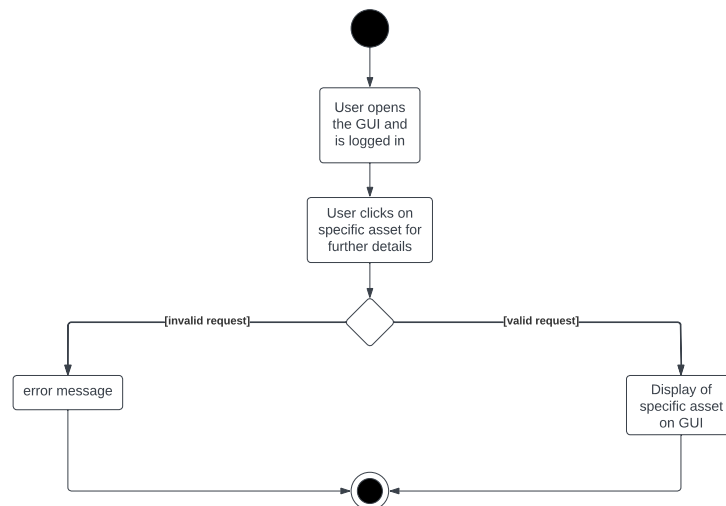 User opens
the GUI and
is logged in
User clicks on
specific asset for
further details
[invalid request]
[valid request]
error message
Display of
specific asset
on GUI